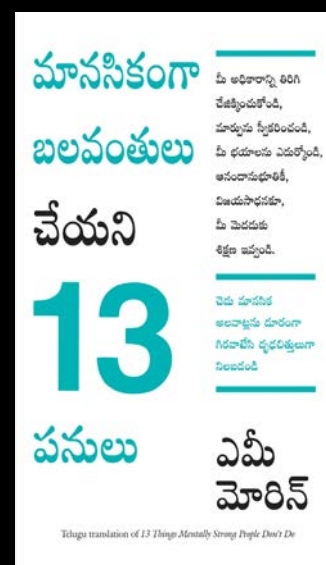 మానసికంగా
బలవంతులు
చేయని
13
పనులు
మీ అధికారాన్ని తిరిగి
చేజిక్కించుకోండి,
మార్పును స్వీకరించండి,
మీ భయాలను ఎదుర్కోండి,
ఆనందానుభూతికీ,
విజయసాధనకూ,
మీ మెదడుకు
శిక్షణ ఇవ్వండి.
చెడు మానసిక
అలవాట్లను దూరంగా
గిరవాటేసి దృఢచిత్తులుగా
నిలబడండి
ఎమీ
మోరిన్
Telugu translation of 13 Things Mentally Strong People Don't Do